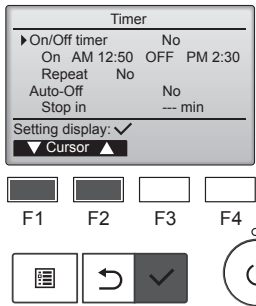 Timer
On/Off timer No
On AM 12:50 OFF PM 2:30
Repeat No
Auto-Off No
Stop in --- min
Setting display: ✓
▼ Cursor ▲
F1 F2 F3 F4